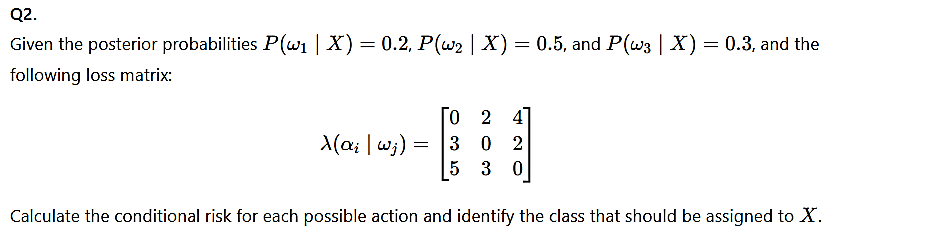 Q2.
Given the posterior probabilities P(ω₁ | X) = 0.2, P(ω₂ | X) = 0.5, and P(ω₃ | X) = 0.3, and the
following loss matrix:
λ(αᵢ | ωⱼ) = [0 2 4
3 0 2
5 3 0]
Calculate the conditional risk for each possible action and identify the class that should be assigned to X.